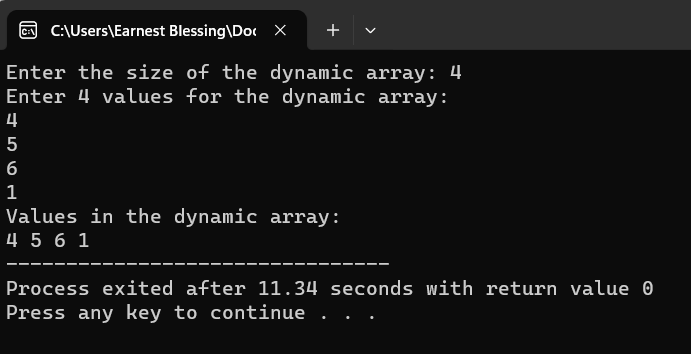 C:\Users\Earnest Blessing\Doc
Enter the size of the dynamic array: 4
Enter 4 values for the dynamic array:
4
5
6
1
Values in the dynamic array:
4 5 6 1
--------------------------------
Process exited after 11.34 seconds with return value 0
Press any key to continue . . .